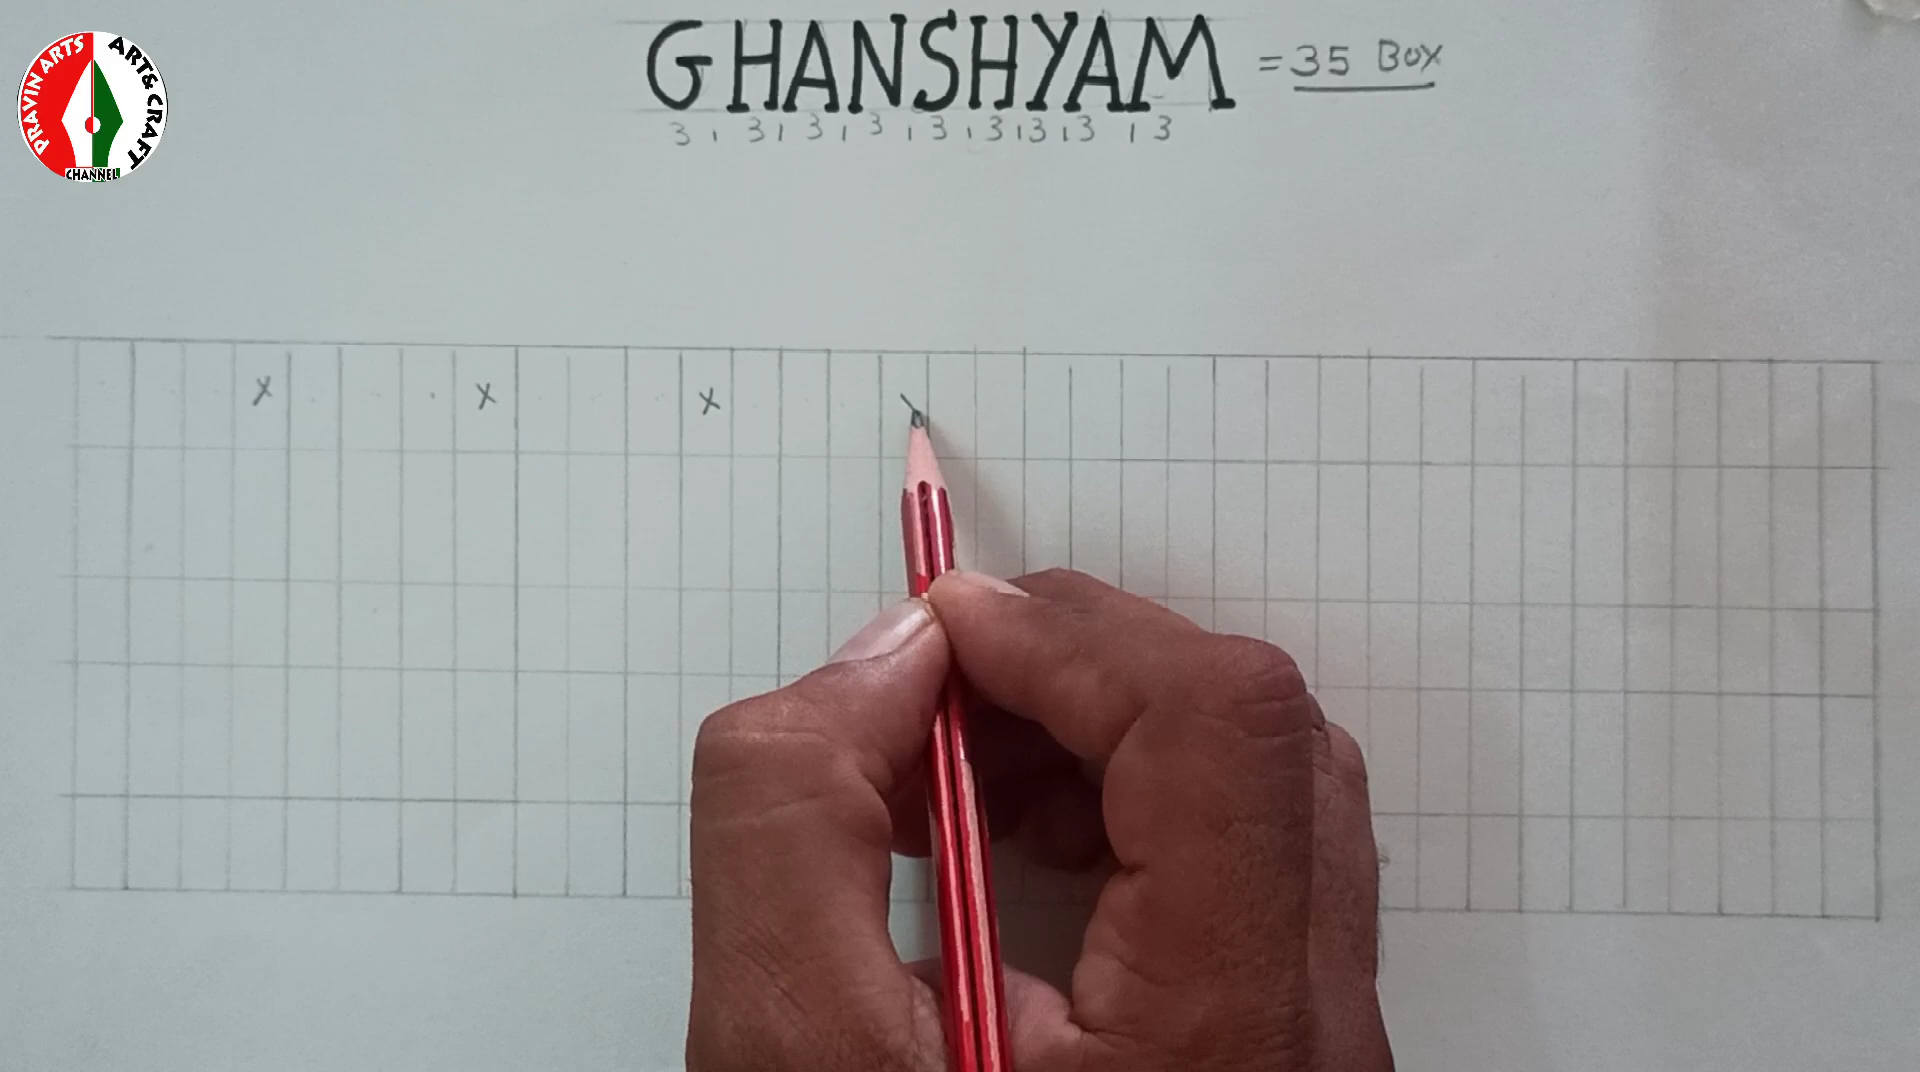 PRAVIN ARTS ART& CRAFT
CHANNEL
GHANSHYAM = 35 BOX
3 , 3 , 3 , 3 , 3 , 3 , 3 , 3 , 3
x x x